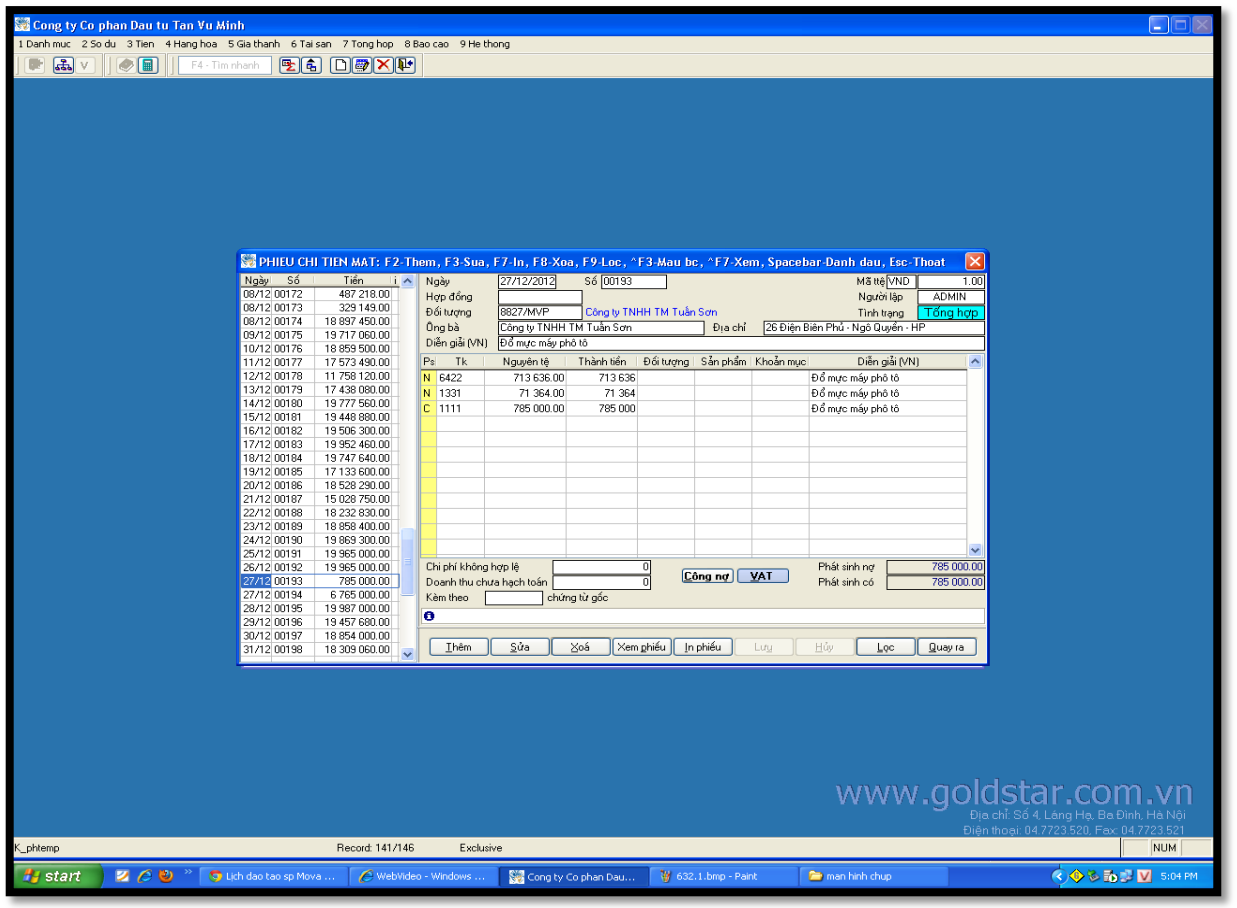 Cong ty Co phan Dau tu Tan Vu Minh
1 Danh muc 2 So du 3 Tien 4 Hang hoa 5 Gia thanh 6 Tai san 7 Tong hop 8 Bao cao 9 He thong
V F4 - Tim nhanh
PHIEU CHI TIEN MAT: F2-Them, F3-Sua, F7-In, F8-Xoa, F9-Loc, ^F3-Mau bc, ^F7-Xem, Spacebar-Danh dau, Esc-Thoat
Ngày Số Tiền i
08/12 00172 487 218.00
08/12 00173 329 149.00
08/12 00174 18 897 450.00
09/12 00175 19 717 060.00
10/12 00176 18 859 500.00
11/12 00177 17 573 490.00
12/12 00178 11 758 120.00
13/12 00179 17 438 080.00
14/12 00180 19 777 560.00
15/12 00181 19 448 880.00
16/12 00182 19 506 300.00
17/12 00183 19 952 460.00
18/12 00184 19 747 640.00
19/12 00185 17 133 600.00
20/12 00186 18 528 290.00
21/12 00187 15 028 750.00
22/12 00188 18 232 830.00
23/12 00189 18 858 400.00
24/12 00190 19 869 300.00
25/12 00191 19 965 000.00
26/12 00192 19 965 000.00
27/12 00193 785 000.00
27/12 00194 6 765 000.00
28/12 00195 19 987 000.00
29/12 00196 19 457 680.00
30/12 00197 18 854 000.00
31/12 00198 18 309 060.00
Ngày 27/12/2012 Số 00193 Mã ttệ VND 1.00
Hợp đồng Người lập ADMIN
Đối tượng 8827/MVP Công ty TNHH TM Tuấn Sơn Tình trạng Tổng hợp
Ông bà Công ty TNHH TM Tuấn Sơn Địa chỉ 26 Điện Biên Phủ - Ngô Quyền - HP
Diễn giải (VN) Đổ mực máy phô tô
Ps Tk Nguyên tệ Thành tiền Đối tượng Sản phẩm Khoản mục Diễn giải (VN)
N 6422 713 636.00 713 636 Đổ mực máy phô tô
N 1331 71 364.00 71 364 Đổ mực máy phô tô
C 1111 785 000.00 785 000 Đổ mực máy phô tô
Chi phí không hợp lệ 0 Phát sinh nợ 785 000.00
Công nợ VAT
Doanh thu chưa hạch toán 0 Phát sinh có 785 000.00
Kèm theo chứng từ gốc
Thêm Sửa Xoá Xem phiếu In phiếu Lưu Hủy Lọc Quay ra
www.goldstar.com.vn
Địa chỉ: Số 4, Láng Hạ, Ba Đình, Hà Nội
Điện thoại: 04.7723.520, Fax: 04.7723.521
K_phtemp Record: 141/146 Exclusive NUM
start Lich dao tao sp Mova ... WebVideo - Windows ... Cong ty Co phan Dau... 632.1.bmp - Paint man hinh chup V 5:04 PM